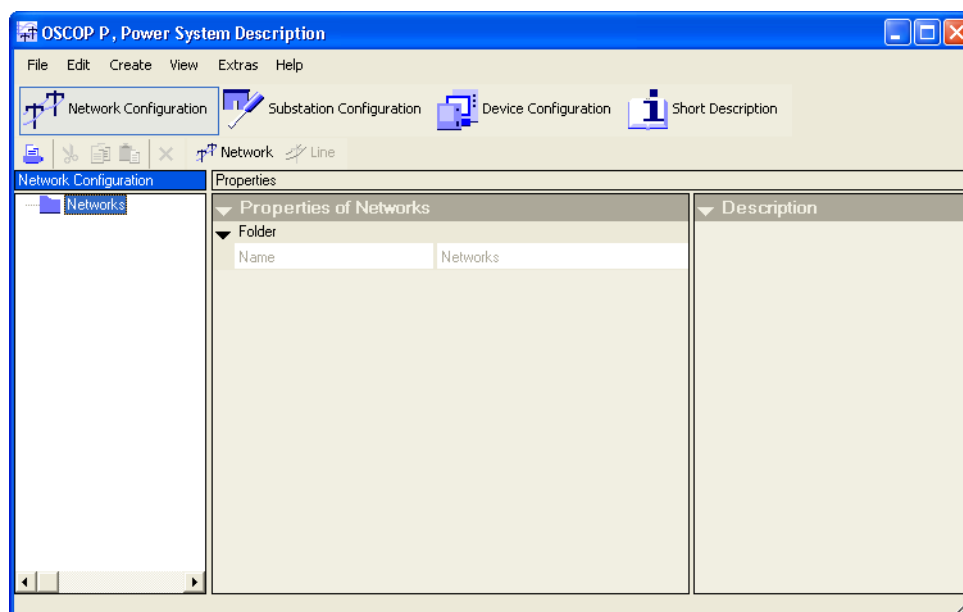 OSCOP P, Power System Description
File Edit Create View Extras Help
Network Configuration Substation Configuration Device Configuration Short Description
Network Line
Network Configuration Properties
Networks
Properties of Networks Description
Folder
Name Networks